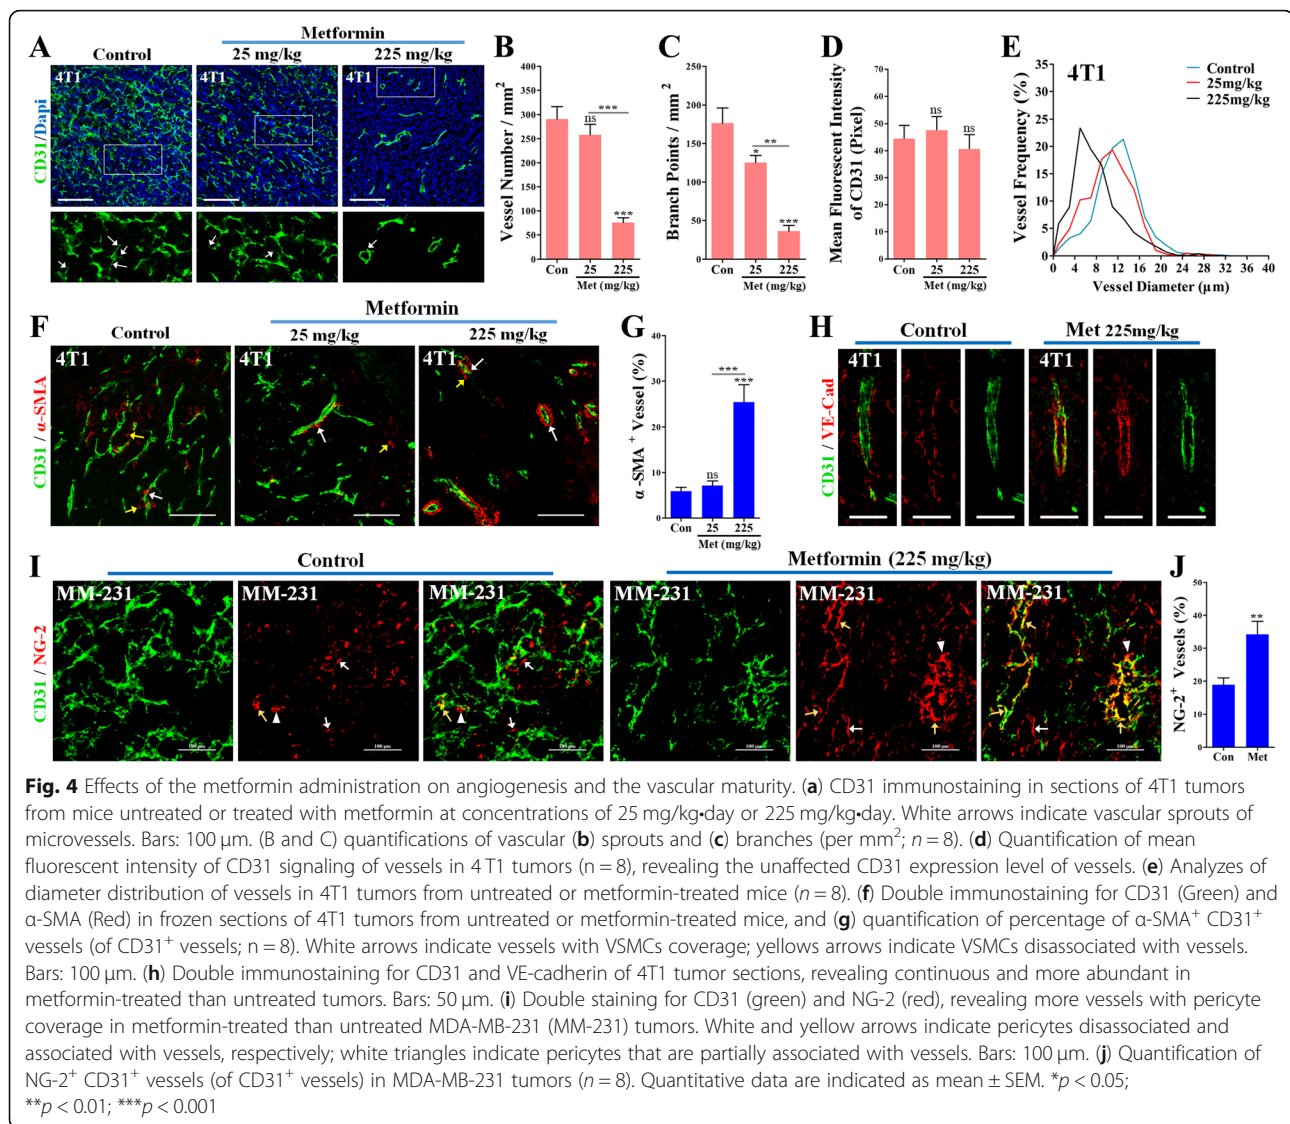 A
Metformin
Control
25 mg/kg
225 mg/kg
CD31/Dapi
4T1
4T1
4T1
B
Vessel Number / mm2
400
350
300
250
200
150
100
50
0
ns
***
***
Con
25
225
Met (mg/kg)
C
Branch Points / mm 2
300
250
200
150
100
50
0
*
**
***
Con
25
225
Met (mg/kg)
D
Mean Fluorescent Intensity
of CD31 (Pixel)
70
60
50
40
30
20
10
0
ns
ns
Con
25
225
Met (mg/kg)
E
4T1
Control
25mg/kg
225mg/kg
Vessel Frequency (%)
35
30
25
20
15
10
5
0
0 4 8 12 16 20 24 28 32 36 40
Vessel Diameter (µm)
F
Metformin
Control
25 mg/kg
225 mg/kg
CD31 / α-SMA
4T1
4T1
4T1
G
α -SMA + Vessel (%)
40
30
20
10
0
ns
***
***
Con
25
225
Met (mg/kg)
H
Control
Met 225mg/kg
CD31 / VE-Cad
4T1
4T1
I
Control
Metformin (225 mg/kg)
CD31 / NG-2
MM-231
MM-231
MM-231
MM-231
MM-231
MM-231
100 µm
100 µm
100 µm
100 µm
100 µm
100 µm
J
NG-2+ Vessels (%)
50
40
30
20
10
0
**
Con
Met
Fig. 4 Effects of the metformin administration on angiogenesis and the vascular maturity. (a) CD31 immunostaining in sections of 4T1 tumors
from mice untreated or treated with metformin at concentrations of 25 mg/kg•day or 225 mg/kg•day. White arrows indicate vascular sprouts of
microvessels. Bars: 100 µm. (B and C) quantifications of vascular (b) sprouts and (c) branches (per mm2; n = 8). (d) Quantification of mean
fluorescent intensity of CD31 signaling of vessels in 4 T1 tumors (n = 8), revealing the unaffected CD31 expression level of vessels. (e) Analyzes of
diameter distribution of vessels in 4T1 tumors from untreated or metformin-treated mice (n = 8). (f) Double immunostaining for CD31 (Green) and
α-SMA (Red) in frozen sections of 4T1 tumors from untreated or metformin-treated mice, and (g) quantification of percentage of α-SMA+ CD31+
vessels (of CD31+ vessels; n = 8). White arrows indicate vessels with VSMCs coverage; yellows arrows indicate VSMCs disassociated with vessels.
Bars: 100 µm. (h) Double immunostaining for CD31 and VE-cadherin of 4T1 tumor sections, revealing continuous and more abundant in
metformin-treated than untreated tumors. Bars: 50 µm. (i) Double staining for CD31 (green) and NG-2 (red), revealing more vessels with pericyte
coverage in metformin-treated than untreated MDA-MB-231 (MM-231) tumors. White and yellow arrows indicate pericytes disassociated and
associated with vessels, respectively; white triangles indicate pericytes that are partially associated with vessels. Bars: 100 µm. (j) Quantification of
NG-2+ CD31+ vessels (of CD31+ vessels) in MDA-MB-231 tumors (n = 8). Quantitative data are indicated as mean ± SEM. *p < 0.05;
**p < 0.01; ***p < 0.001